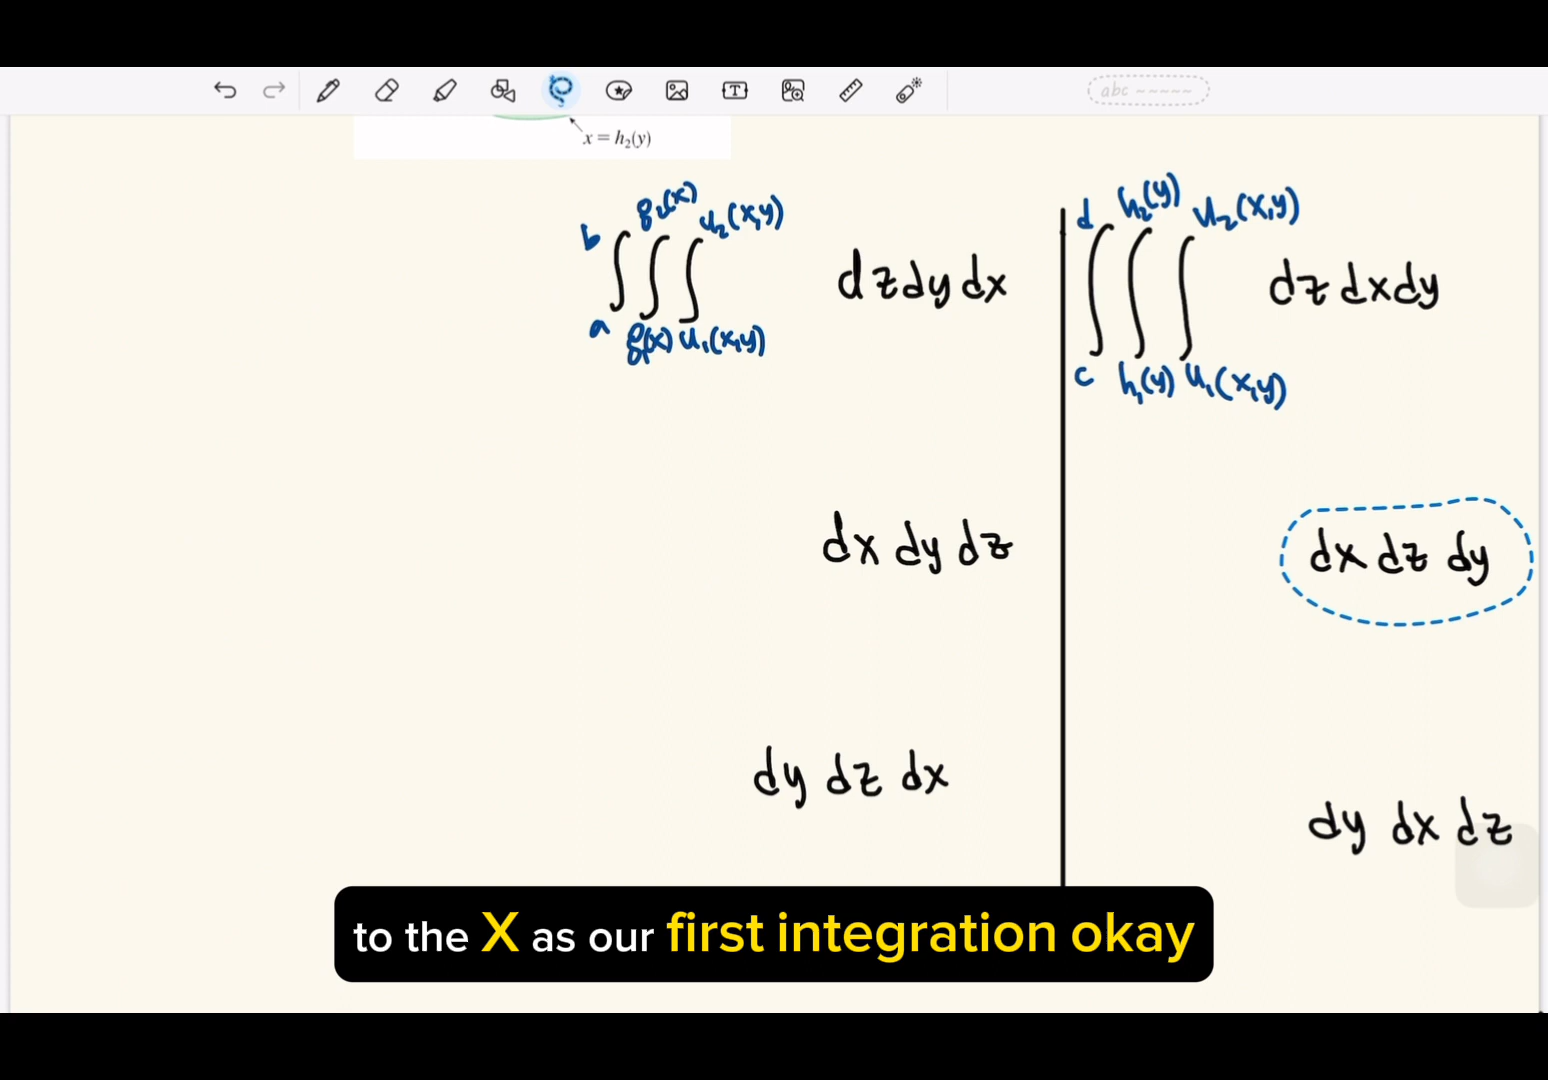 abc ~~~~~
x = h₂(y)
b g₂(x) u₂(x,y)
∫∫∫ dz dy dx
a g₁(x) u₁(x,y)
d h₂(y) u₂(x,y)
∫∫∫ dz dx dy
c h₁(y) u₁(x,y)
dx dy dz
dx dz dy
dy dz dx
dy dx dz
to the X as our first integration okay